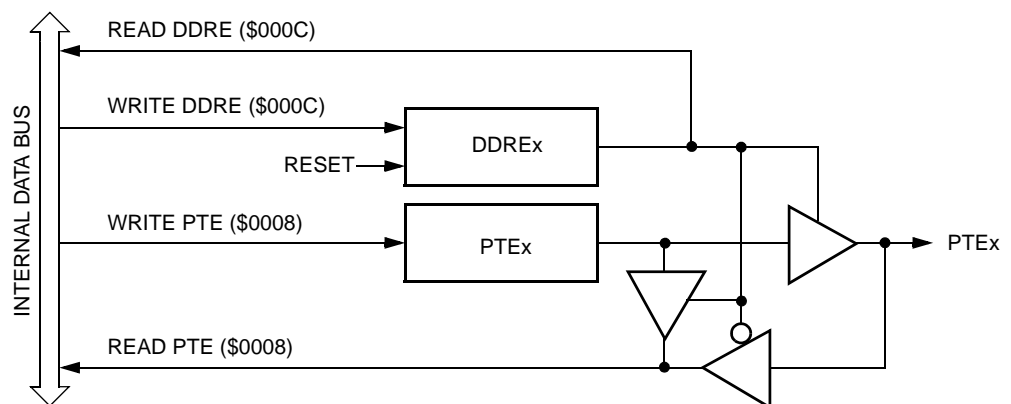 READ DDRE ($000C)
WRITE DDRE ($000C)
DDREx
RESET
WRITE PTE ($0008)
PTEx
PTEx
READ PTE ($0008)
INTERNAL DATA BUS